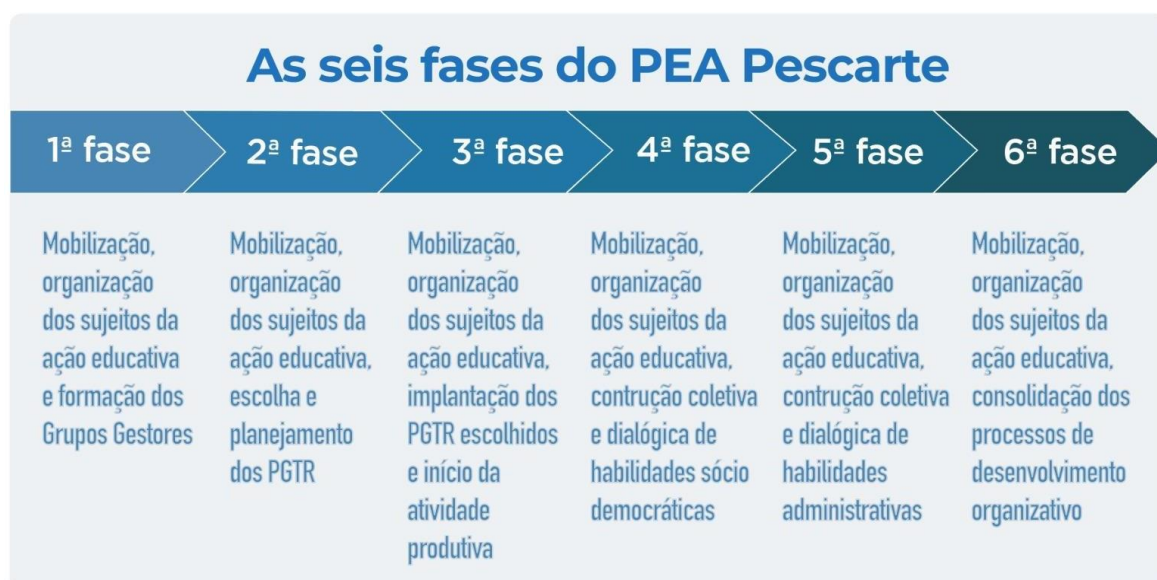 As seis fases do PEA Pescarte
1ª fase
2ª fase
3ª fase
4ª fase
5ª fase
6ª fase
Mobilização,
organização
dos sujeitos da
ação educativa
e formação dos
Grupos Gestores
Mobilização,
organização
dos sujeitos da
ação educativa,
escolha e
planejamento
dos PGTR
Mobilização,
organização
dos sujeitos da
ação educativa,
implantação dos
PGTR escolhidos
e início da
atividade
produtiva
Mobilização,
organização
dos sujeitos da
ação educativa,
contrução coletiva
e dialógica de
habilidades sócio
democráticas
Mobilização,
organização
dos sujeitos da
ação educativa,
contrução coletiva
e dialógica de
habilidades
administrativas
Mobilização,
organização
dos sujeitos da
ação educativa,
consolidação dos
processos de
desenvolvimento
organizativo